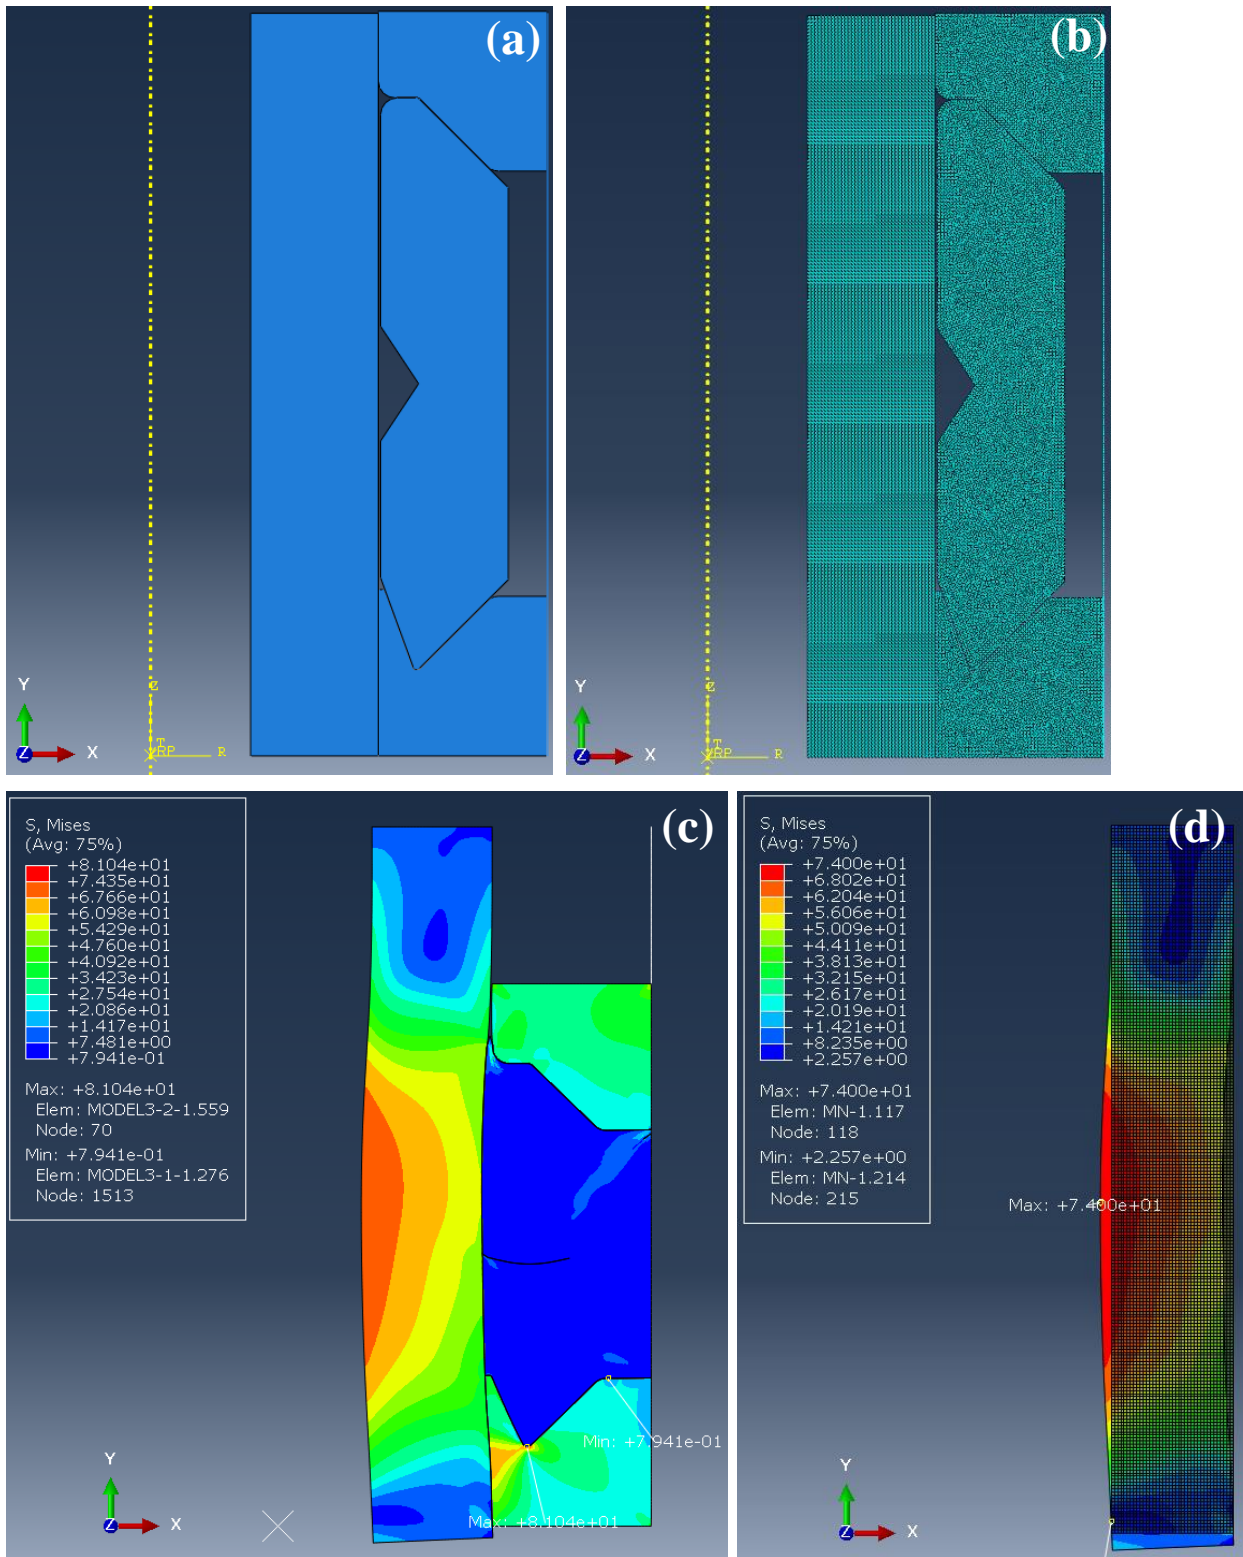 (a)
Y
Z
T
RP
R
Z
X
(b)
Y
Z
T
RP
R
Z
X
(c)
S, Mises
(Avg: 75%)
+8.104e+01
+7.435e+01
+6.766e+01
+6.098e+01
+5.429e+01
+4.760e+01
+4.092e+01
+3.423e+01
+2.754e+01
+2.086e+01
+1.417e+01
+7.481e+00
+7.941e-01
Max: +8.104e+01
Elem: MODEL3-2-1.559
Node: 70
Min: +7.941e-01
Elem: MODEL3-1-1.276
Node: 1513
Min: +7.941e-01
Max: +8.104e+01
Y
Z
X
(d)
S, Mises
(Avg: 75%)
+7.400e+01
+6.802e+01
+6.204e+01
+5.606e+01
+5.009e+01
+4.411e+01
+3.813e+01
+3.215e+01
+2.617e+01
+2.019e+01
+1.421e+01
+8.235e+00
+2.257e+00
Max: +7.400e+01
Elem: MN-1.117
Node: 118
Min: +2.257e+00
Elem: MN-1.214
Node: 215
Max: +7.400e+01
Y
Z
X